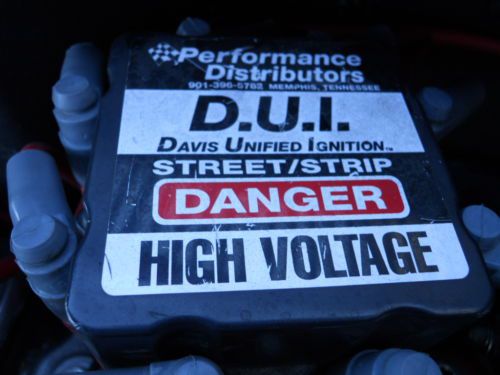 Performance
Distributors
901-396-5782 MEMPHIS, TENNESSEE
D.U.I.
DAVIS UNIFIED IGNITION™
STREET/STRIP
DANGER
HIGH VOLTAGE